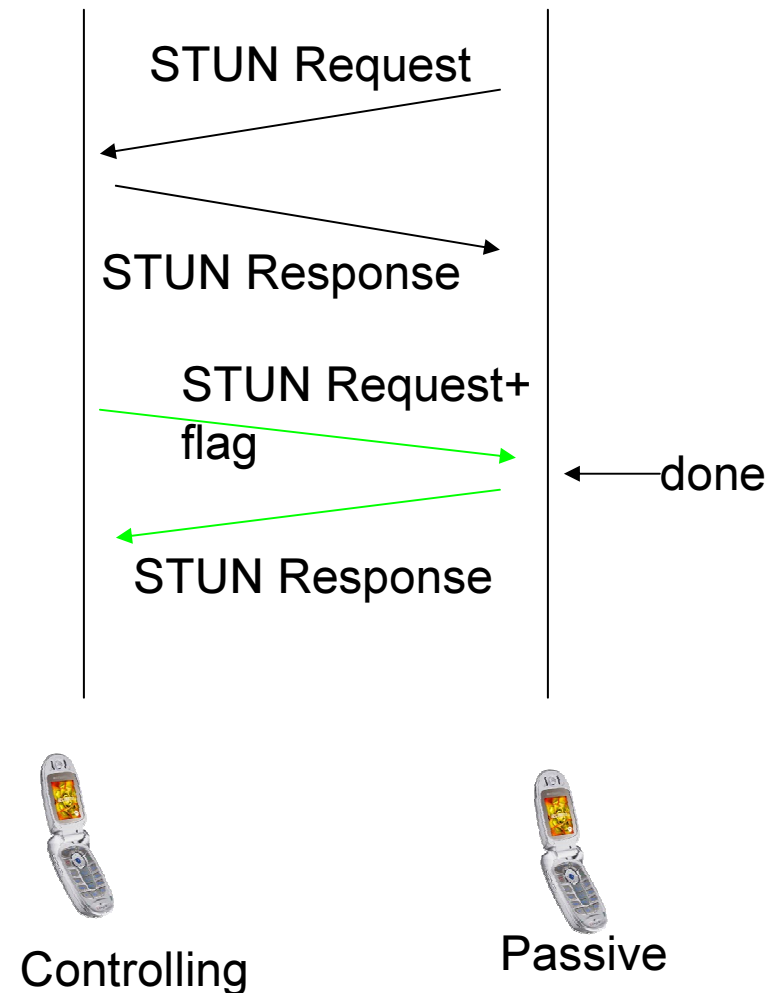 STUN Request
STUN Response
STUN Request+
flag
done
STUN Response
Controlling
Passive